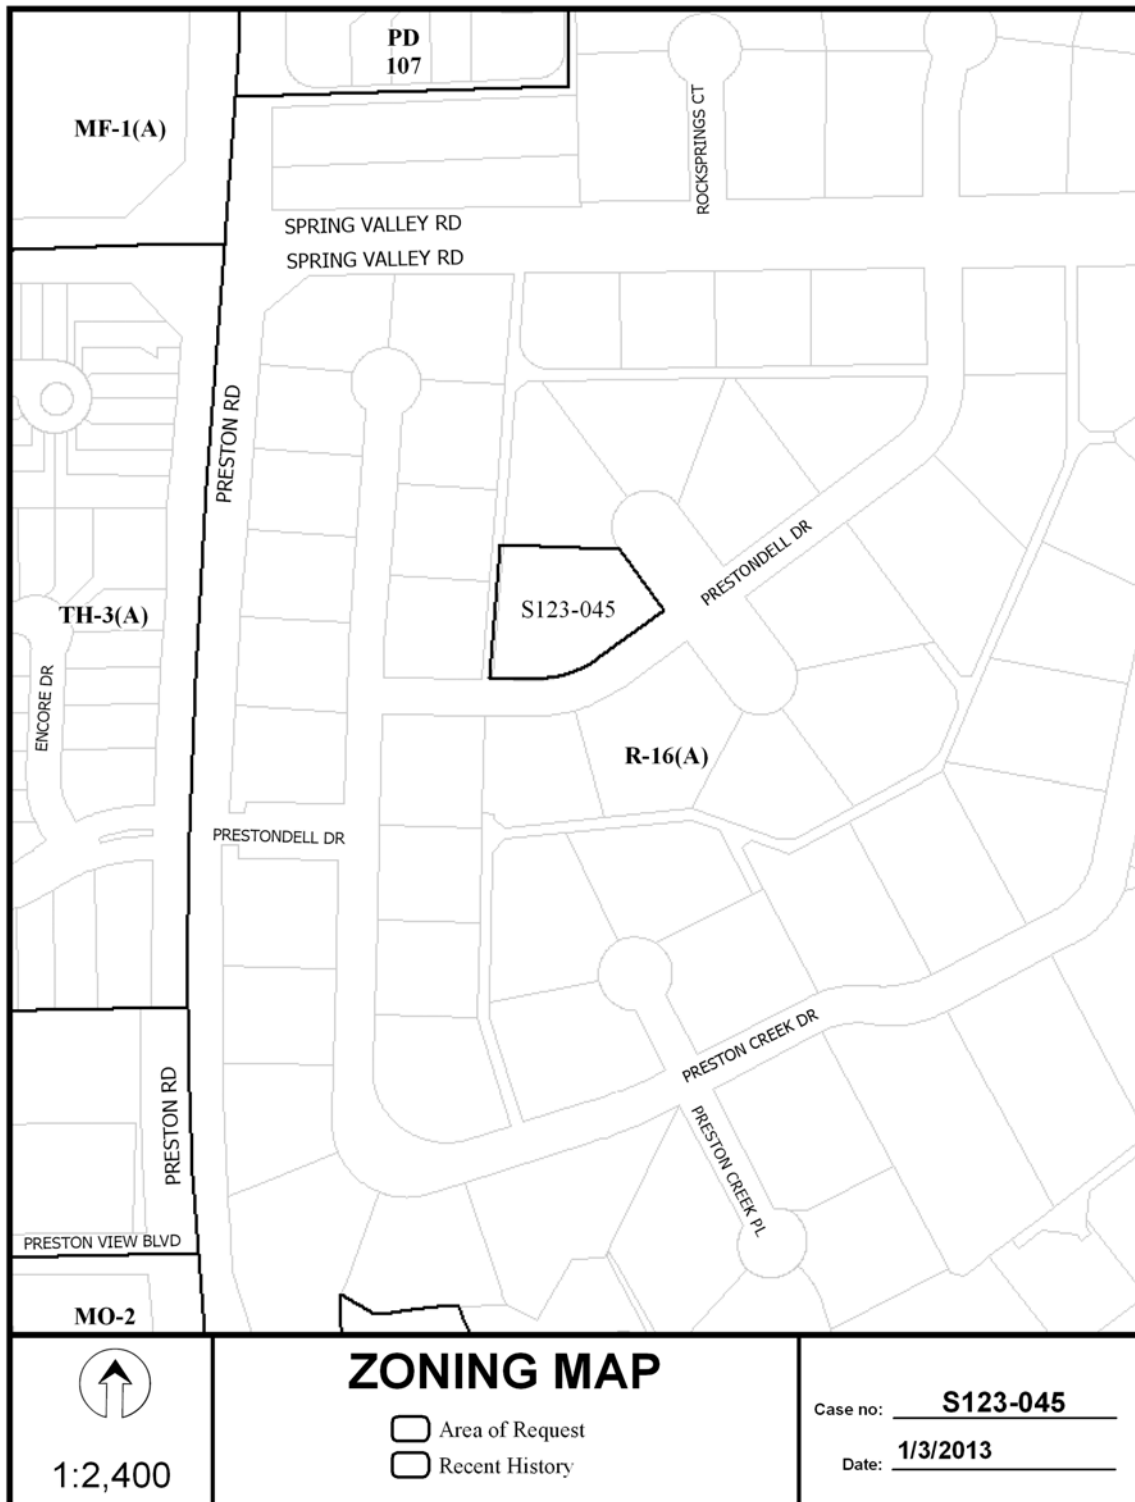 PD
107
MF-1(A)
ROCKSPRINGS CT
SPRING VALLEY RD
SPRING VALLEY RD
PRESTON RD
PRESTONDELL DR
S123-045
TH-3(A)
ENCORE DR
R-16(A)
PRESTONDELL DR
PRESTON CREEK DR
PRESTON RD
PRESTON CREEK PL
PRESTON VIEW BLVD
MO-2
1:2,400
ZONING MAP
Area of Request
Recent History
Case no: S123-045
Date: 1/3/2013